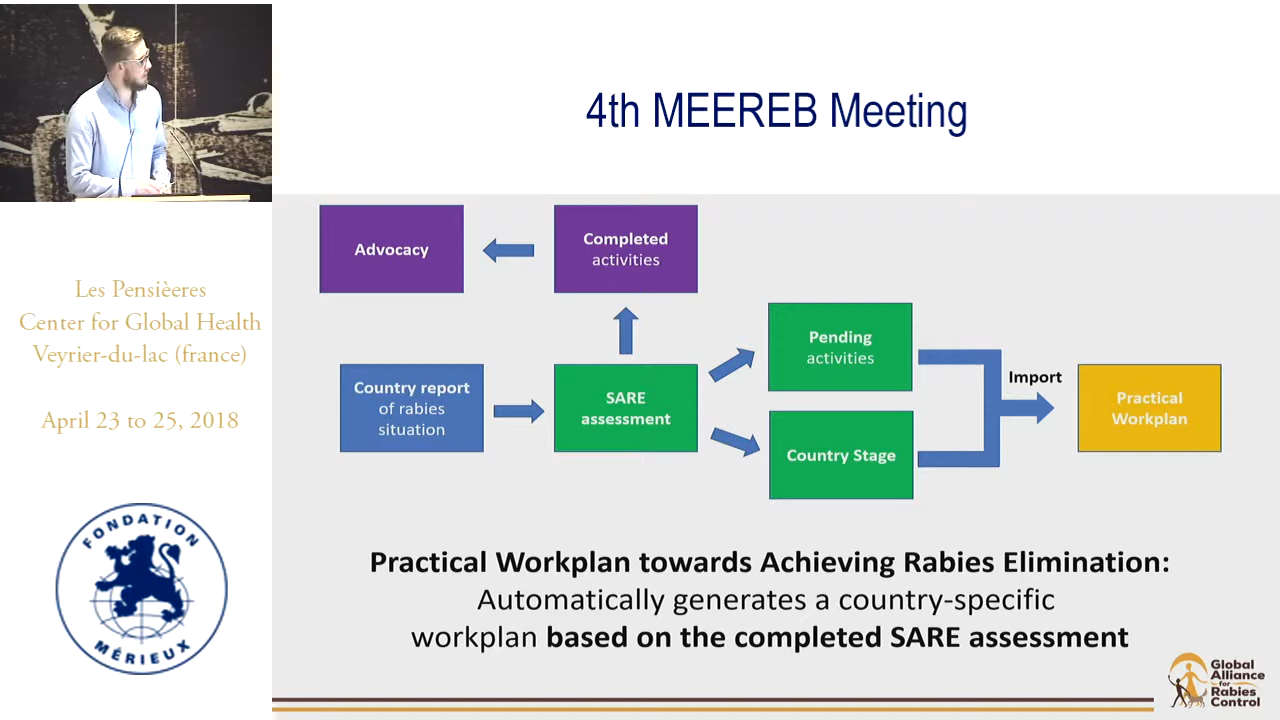 4th MEEREB Meeting
Les Pensièeres
Center for Global Health
Veyrier-du-lac (france)
April 23 to 25, 2018
FONDATION
MÉRIEUX
Advocacy
Completed
activities
Pending
activities
Country report
of rabies
situation
SARE
assessment
Country Stage
Import
Practical
Workplan
Practical Workplan towards Achieving Rabies Elimination:
Automatically generates a country-specific
workplan based on the completed SARE assessment
Global
Alliance
for
Rabies
Control